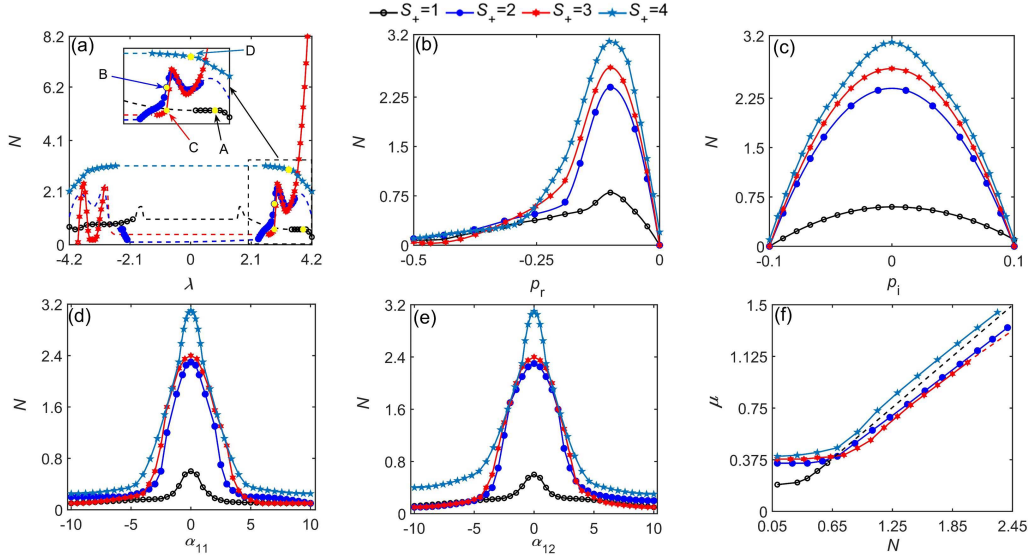 S₊=1 S₊=2 S₊=3 S₊=4
(a)
8.2
6.2
4.1
2.1
0
N
-4.2 -2.1 0 2.1 4.2
λ
A
B
C
D
(b)
3
2.25
1.5
0.75
0
N
-0.5 -0.3 -0.2 0
p_r
(c)
3
2.25
1.5
0.75
0
N
-0.1 0 0.1
p_i
(d)
3.2
2.4
1.6
0.8
0
N
-10 -5 0 5 10
α₁₁
(e)
3.2
2.4
1.6
0.8
0
N
-10 -5 0 5 10
α₁₂
(f)
1.5
1.125
0.75
0.375
0
μ
0.05 0.65 1.25 1.85 2.45
N